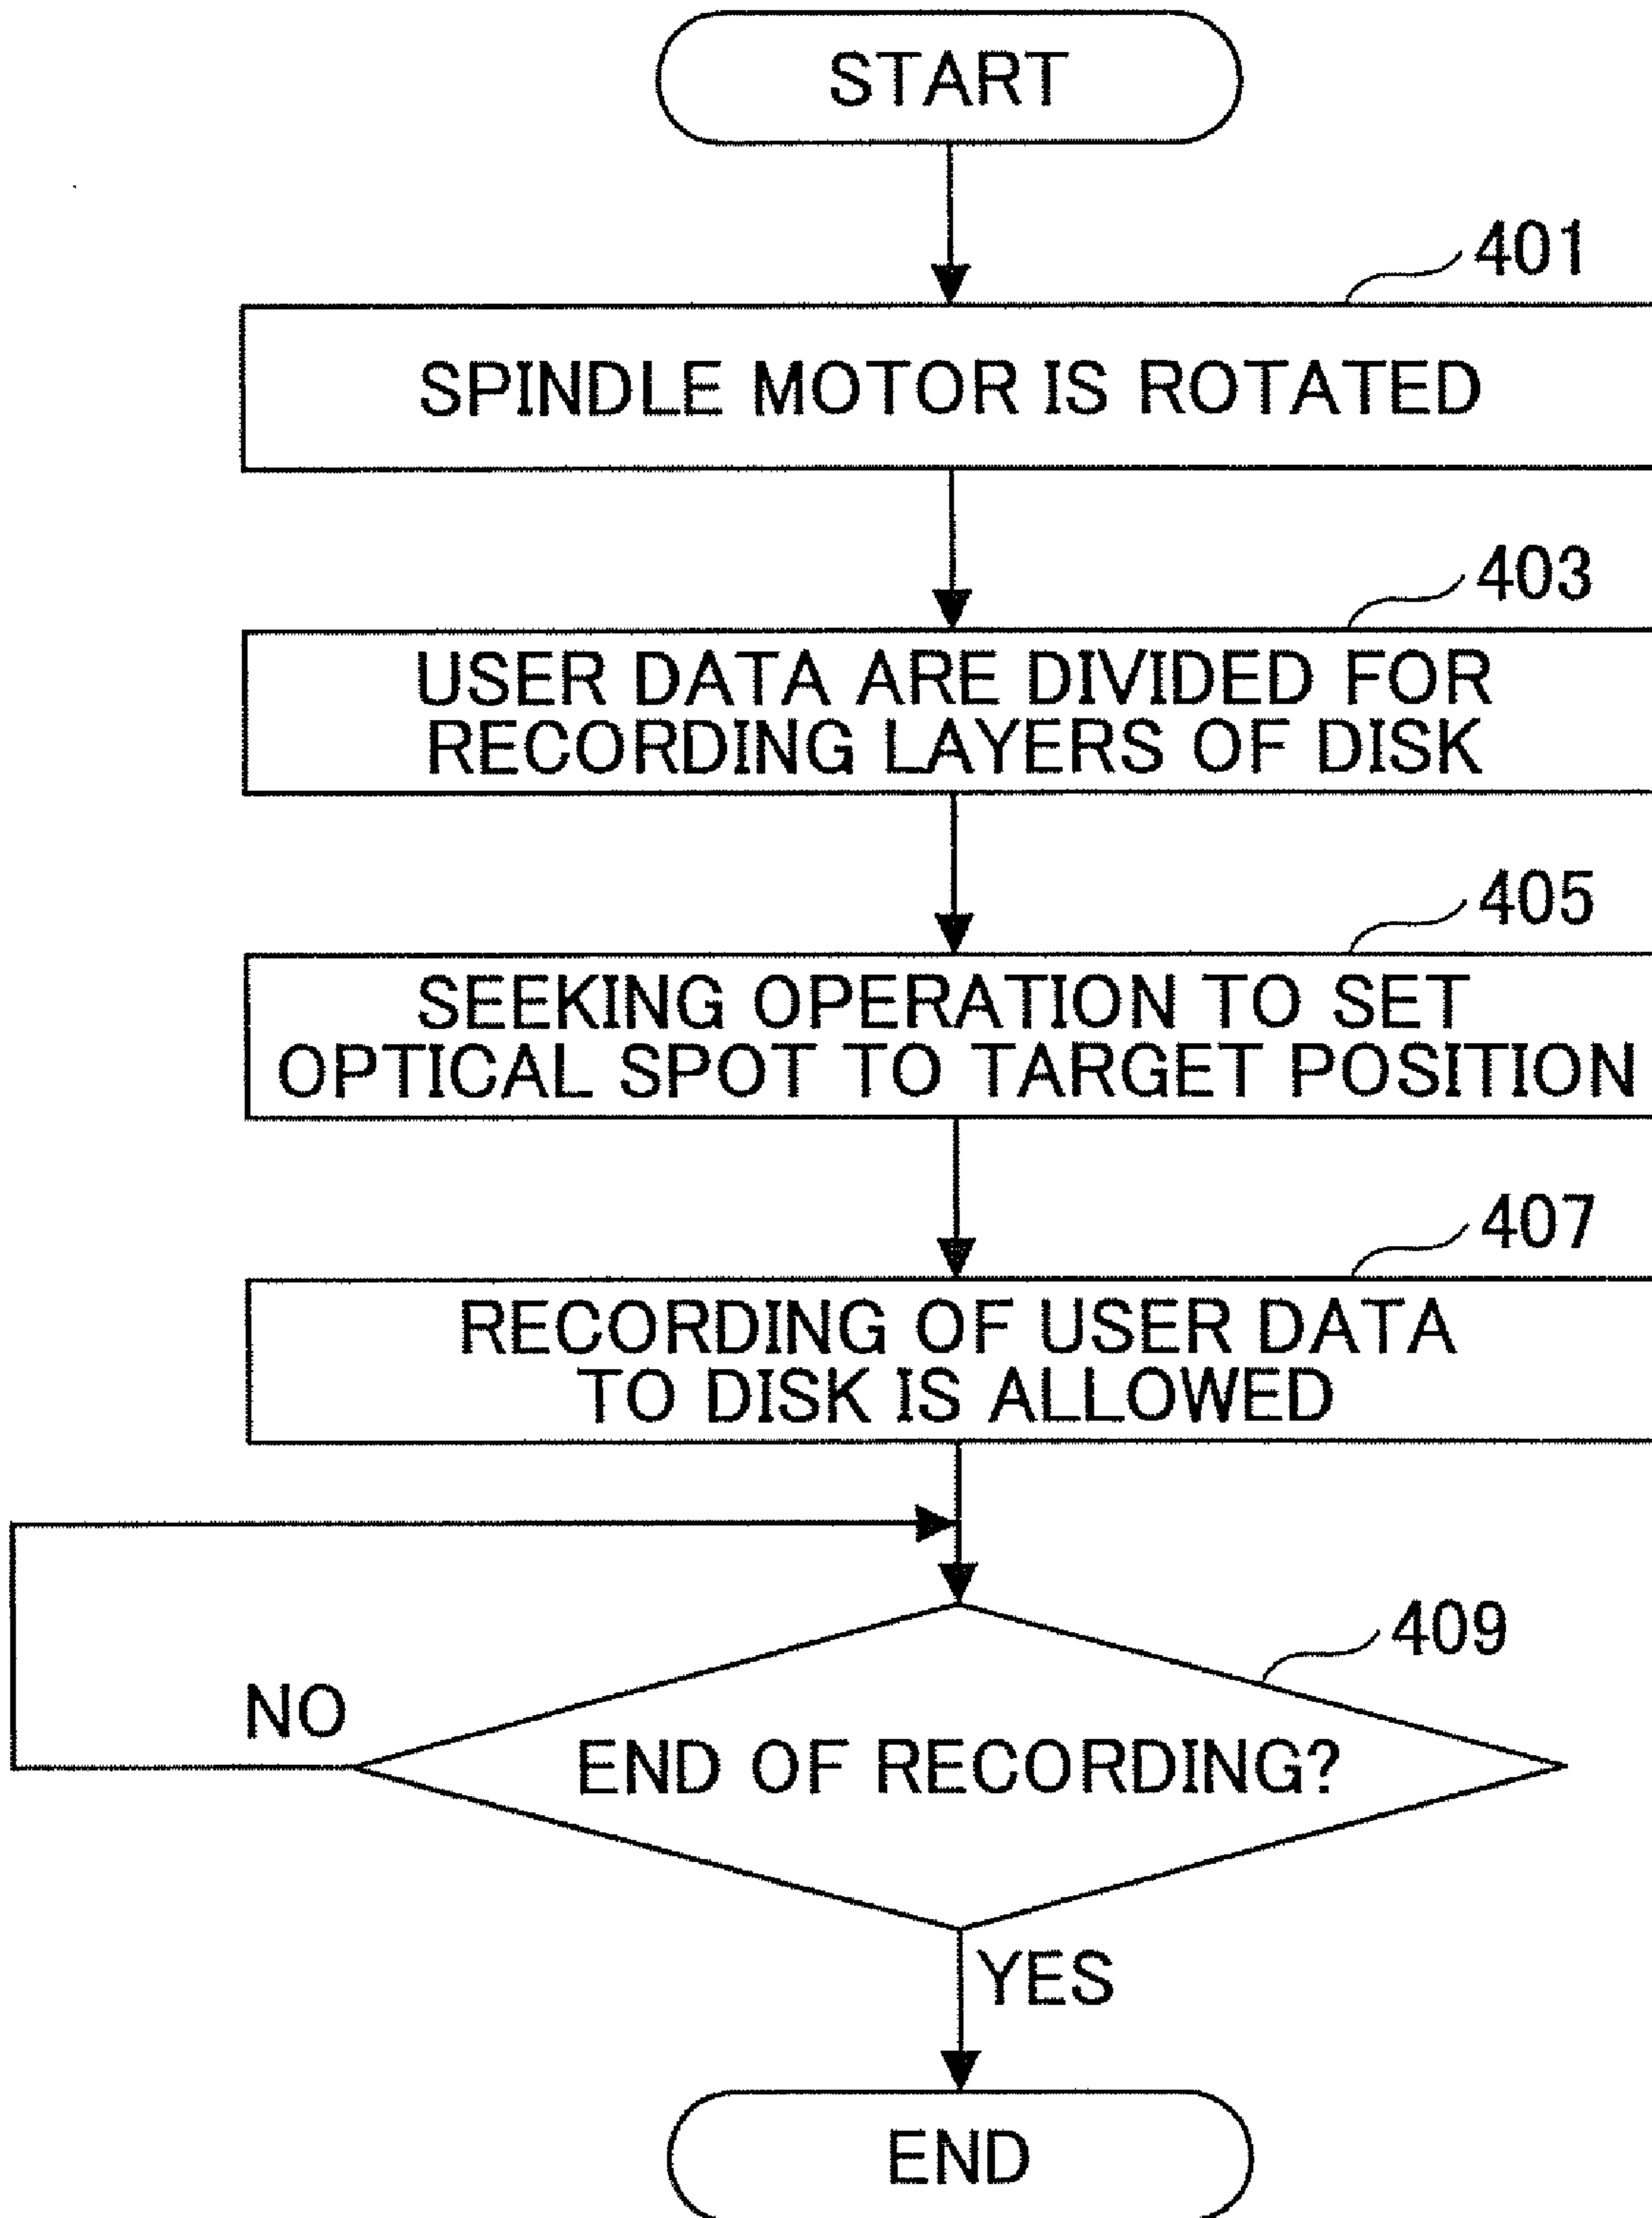 START
401
SPINDLE MOTOR IS ROTATED
403
USER DATA ARE DIVIDED FOR
RECORDING LAYERS OF DISK
405
SEEKING OPERATION TO SET
OPTICAL SPOT TO TARGET POSITION
407
RECORDING OF USER DATA
TO DISK IS ALLOWED
409
NO
END OF RECORDING?
YES
END